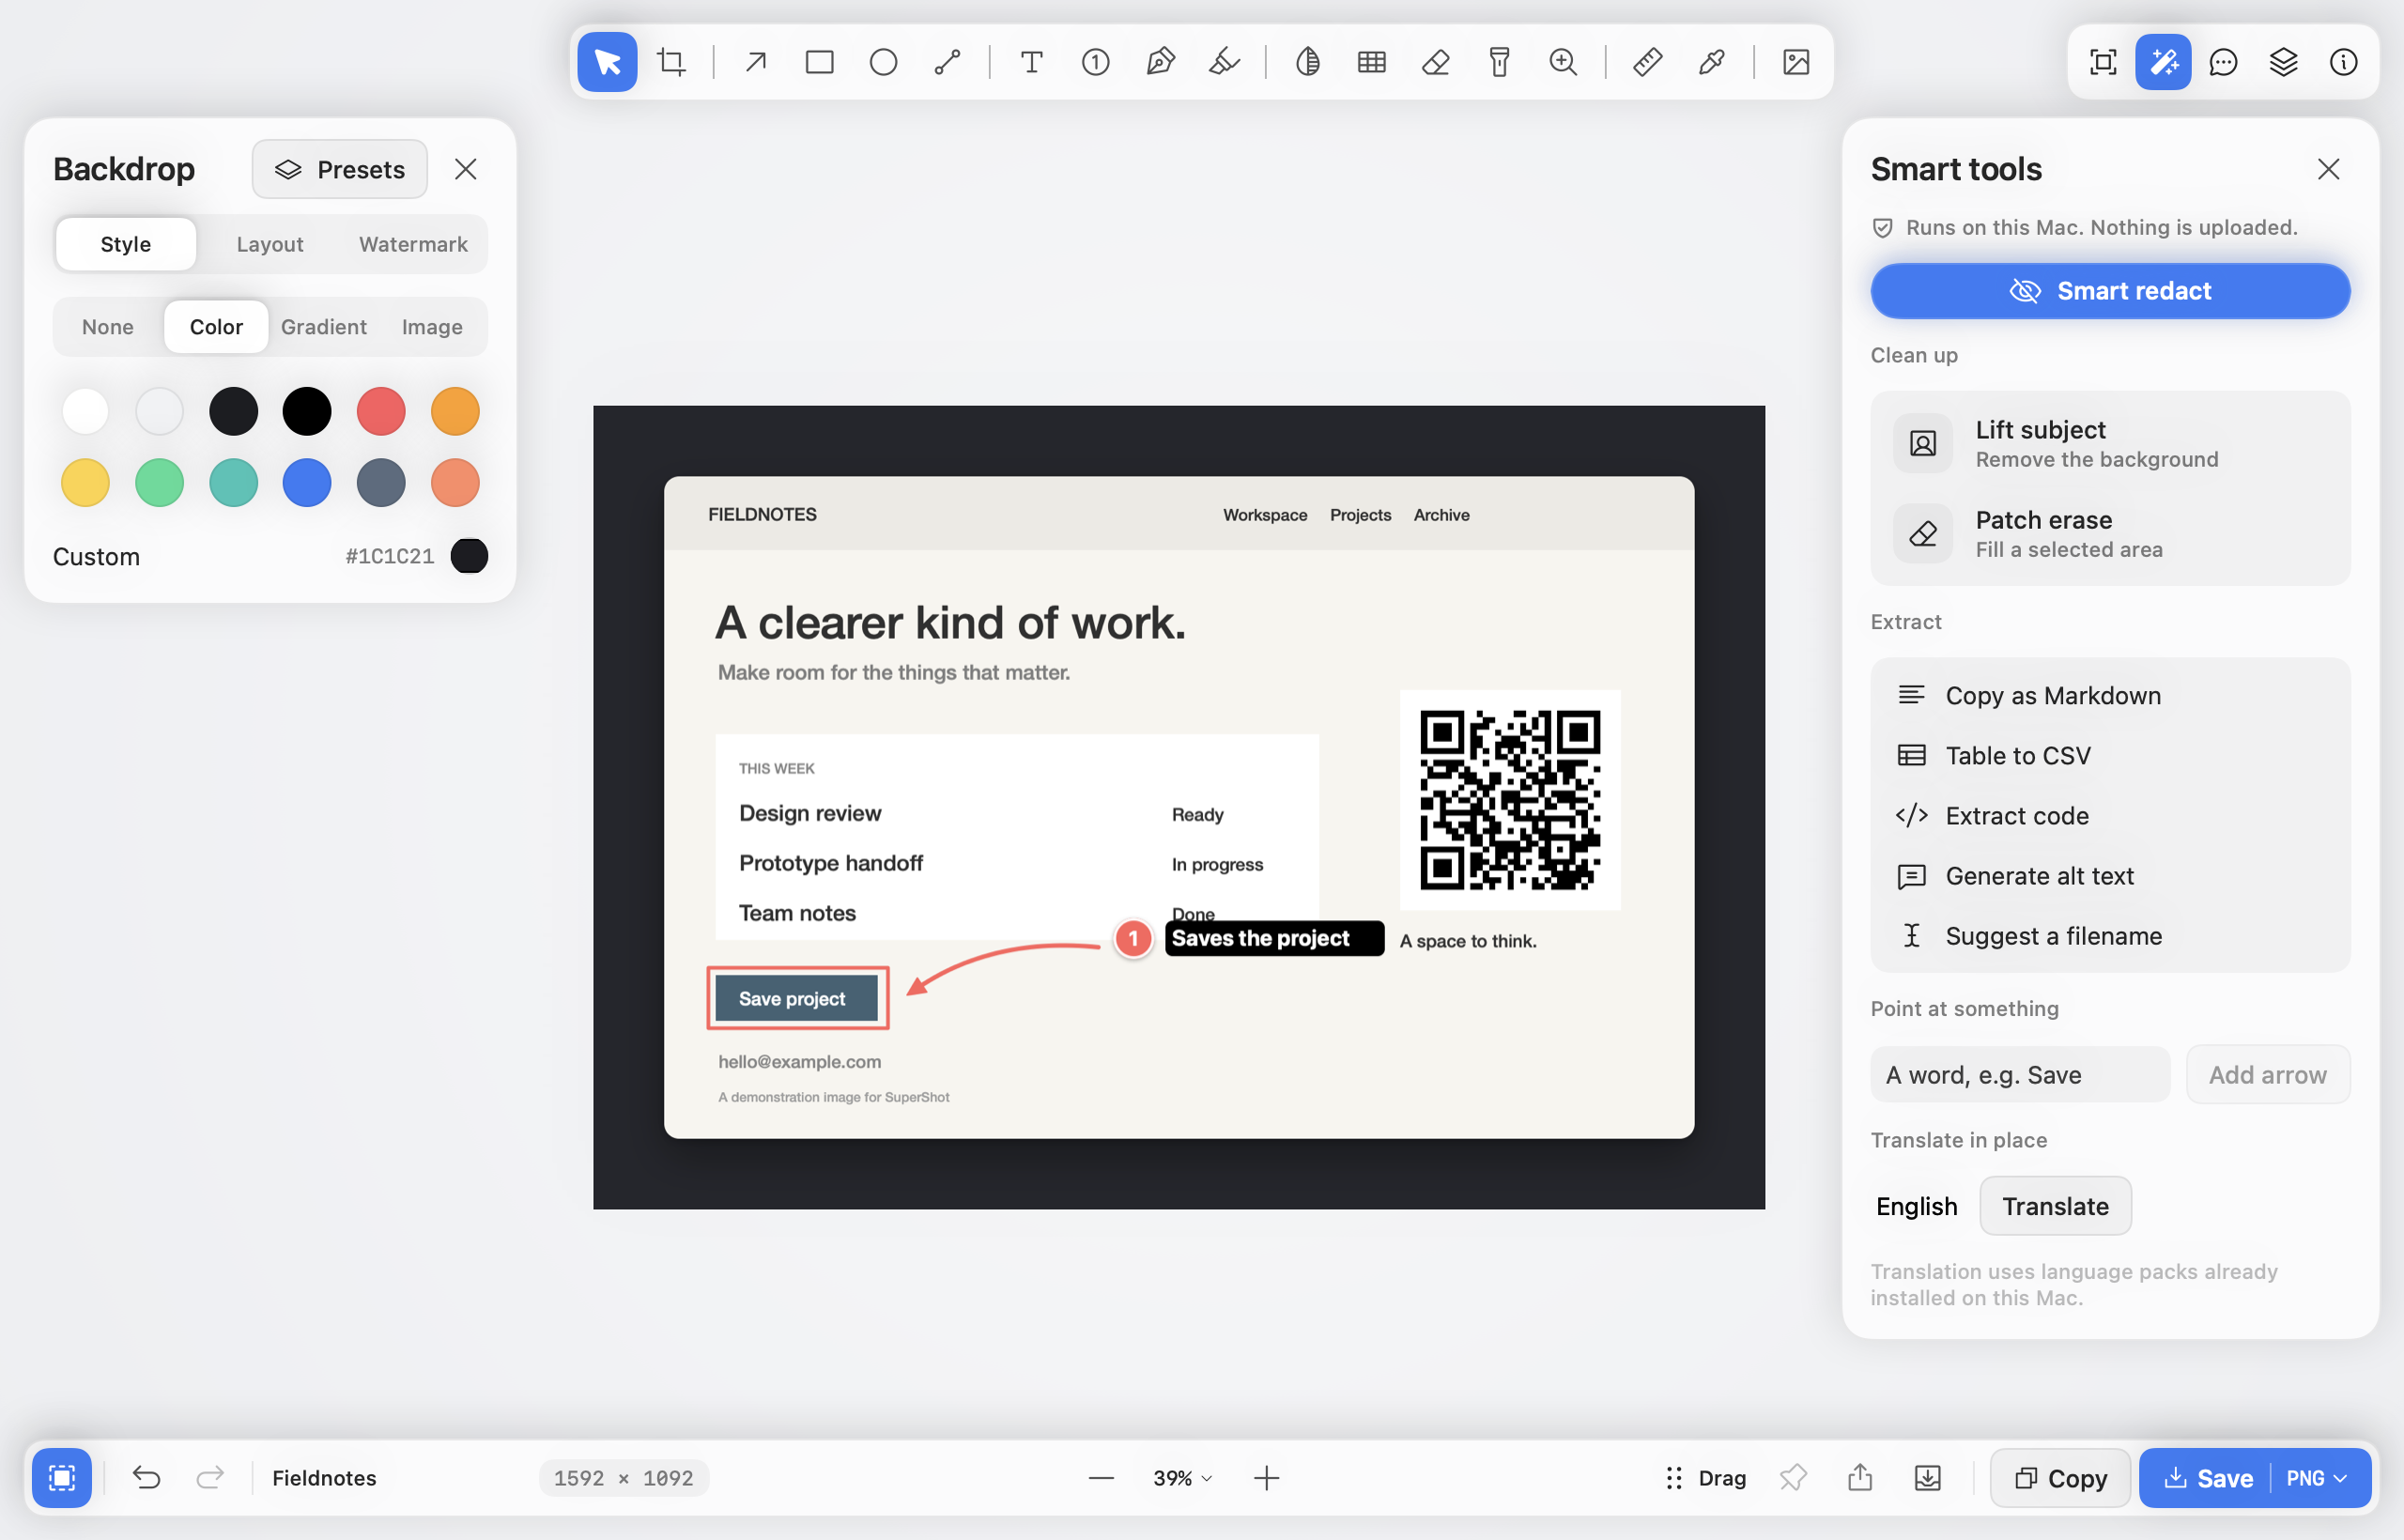 Backdrop
Presets
Style Layout Watermark
None Color Gradient Image
Custom #1C1C21
1
FIELDNOTES
Workspace Projects Archive
A clearer kind of work.
Make room for the things that matter.
THIS WEEK
Design review Ready
Prototype handoff In progress
Team notes Done
1 Saves the project
A space to think.
Save project
hello@example.com
A demonstration image for SuperShot
Smart tools
Runs on this Mac. Nothing is uploaded.
Smart redact
Clean up
Lift subject
Remove the background
Patch erase
Fill a selected area
Extract
Copy as Markdown
Table to CSV
Extract code
Generate alt text
Suggest a filename
Point at something
A word, e.g. Save Add arrow
Translate in place
English Translate
Translation uses language packs already
installed on this Mac.
Fieldnotes 1592 × 1092 39% Drag Copy Save PNG